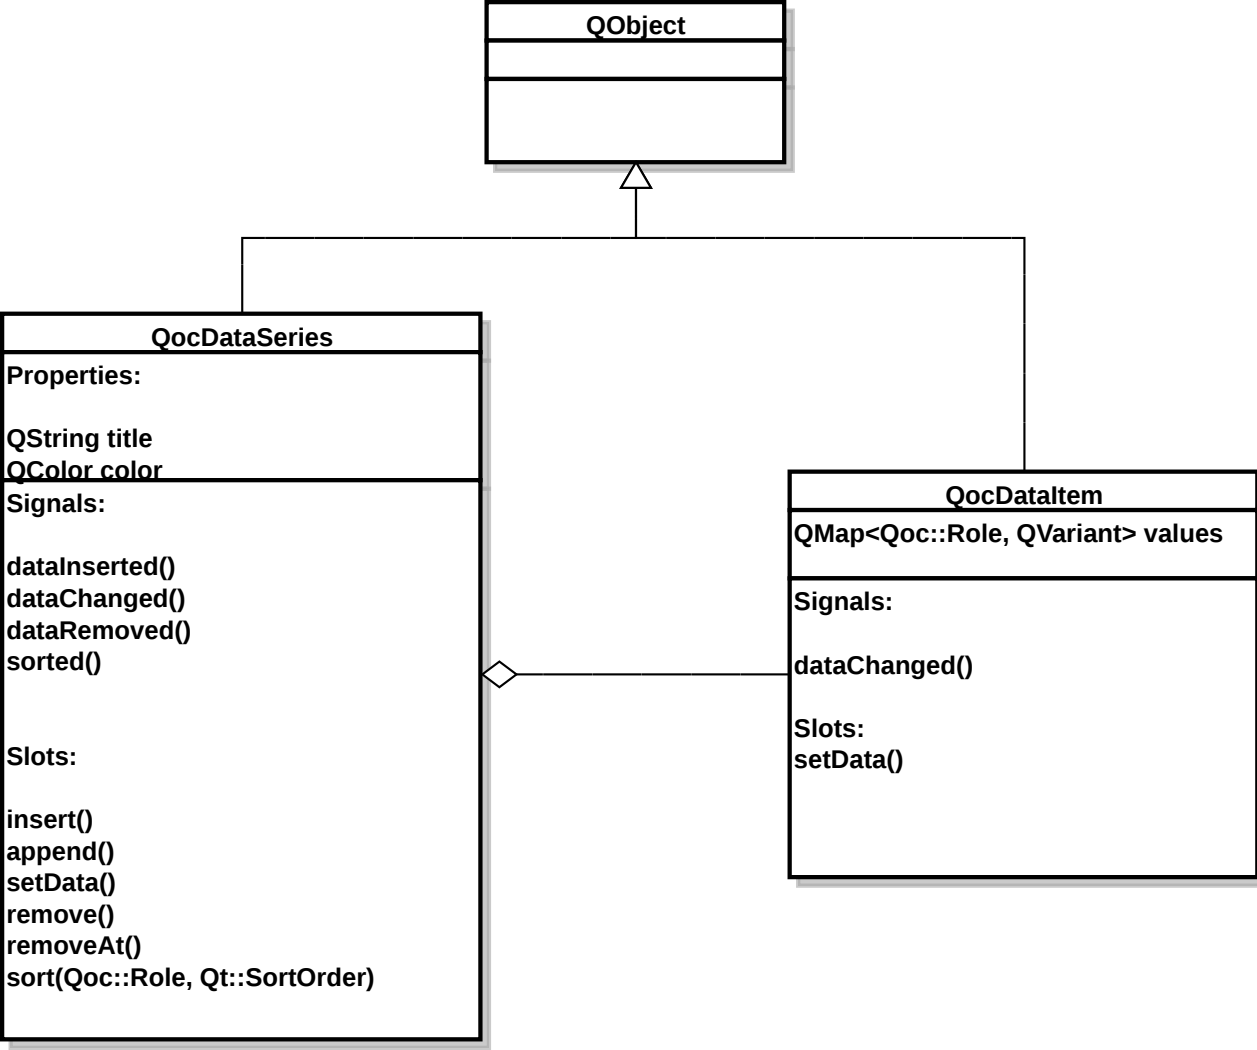 QObject
QocDataSeries
Properties:
QString title
QColor color
Signals:
dataInserted()
dataChanged()
dataRemoved()
sorted()
Slots:
insert()
append()
setData()
remove()
removeAt()
sort(Qoc::Role, Qt::SortOrder)
QocDataItem
QMap<Qoc::Role, QVariant> values
Signals:
dataChanged()
Slots:
setData()